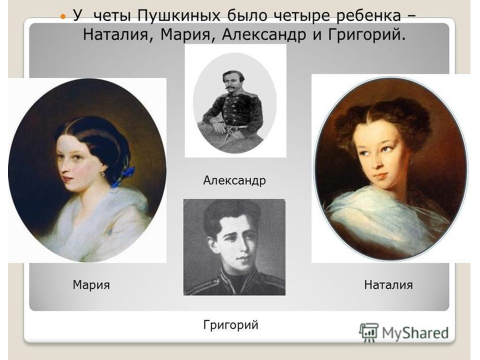 У четы Пушкиных было четыре ребенка –
Наталия, Мария, Александр и Григорий.
Александр
Мария
Наталия
Григорий
MyShared